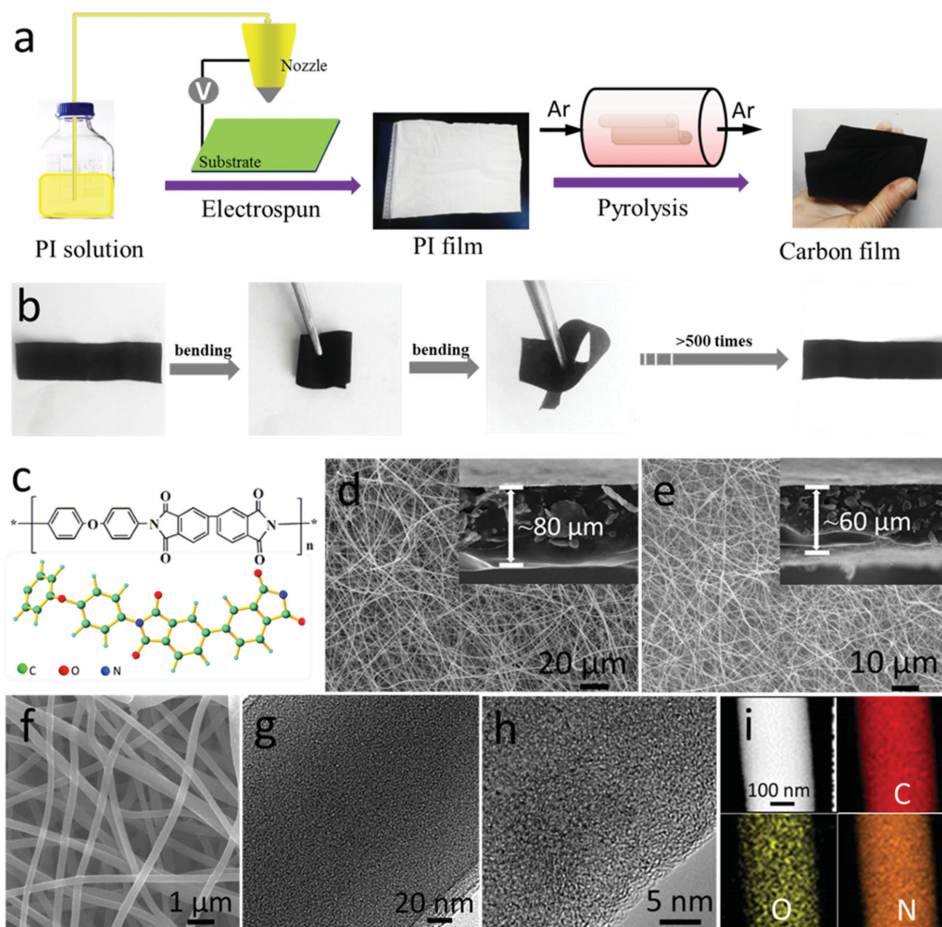 a
Nozzle
V
Ar
Ar
Substrate
Electrospun
Pyrolysis
PI solution
PI film
Carbon film
b
bending
bending
>500 times
c
O
O
O
N
N
O
O
n
*
*
C
O
N
d
~80 μm
20 μm
e
~60 μm
10 μm
f
1 μm
g
20 nm
h
5 nm
i
100 nm
C
O
N